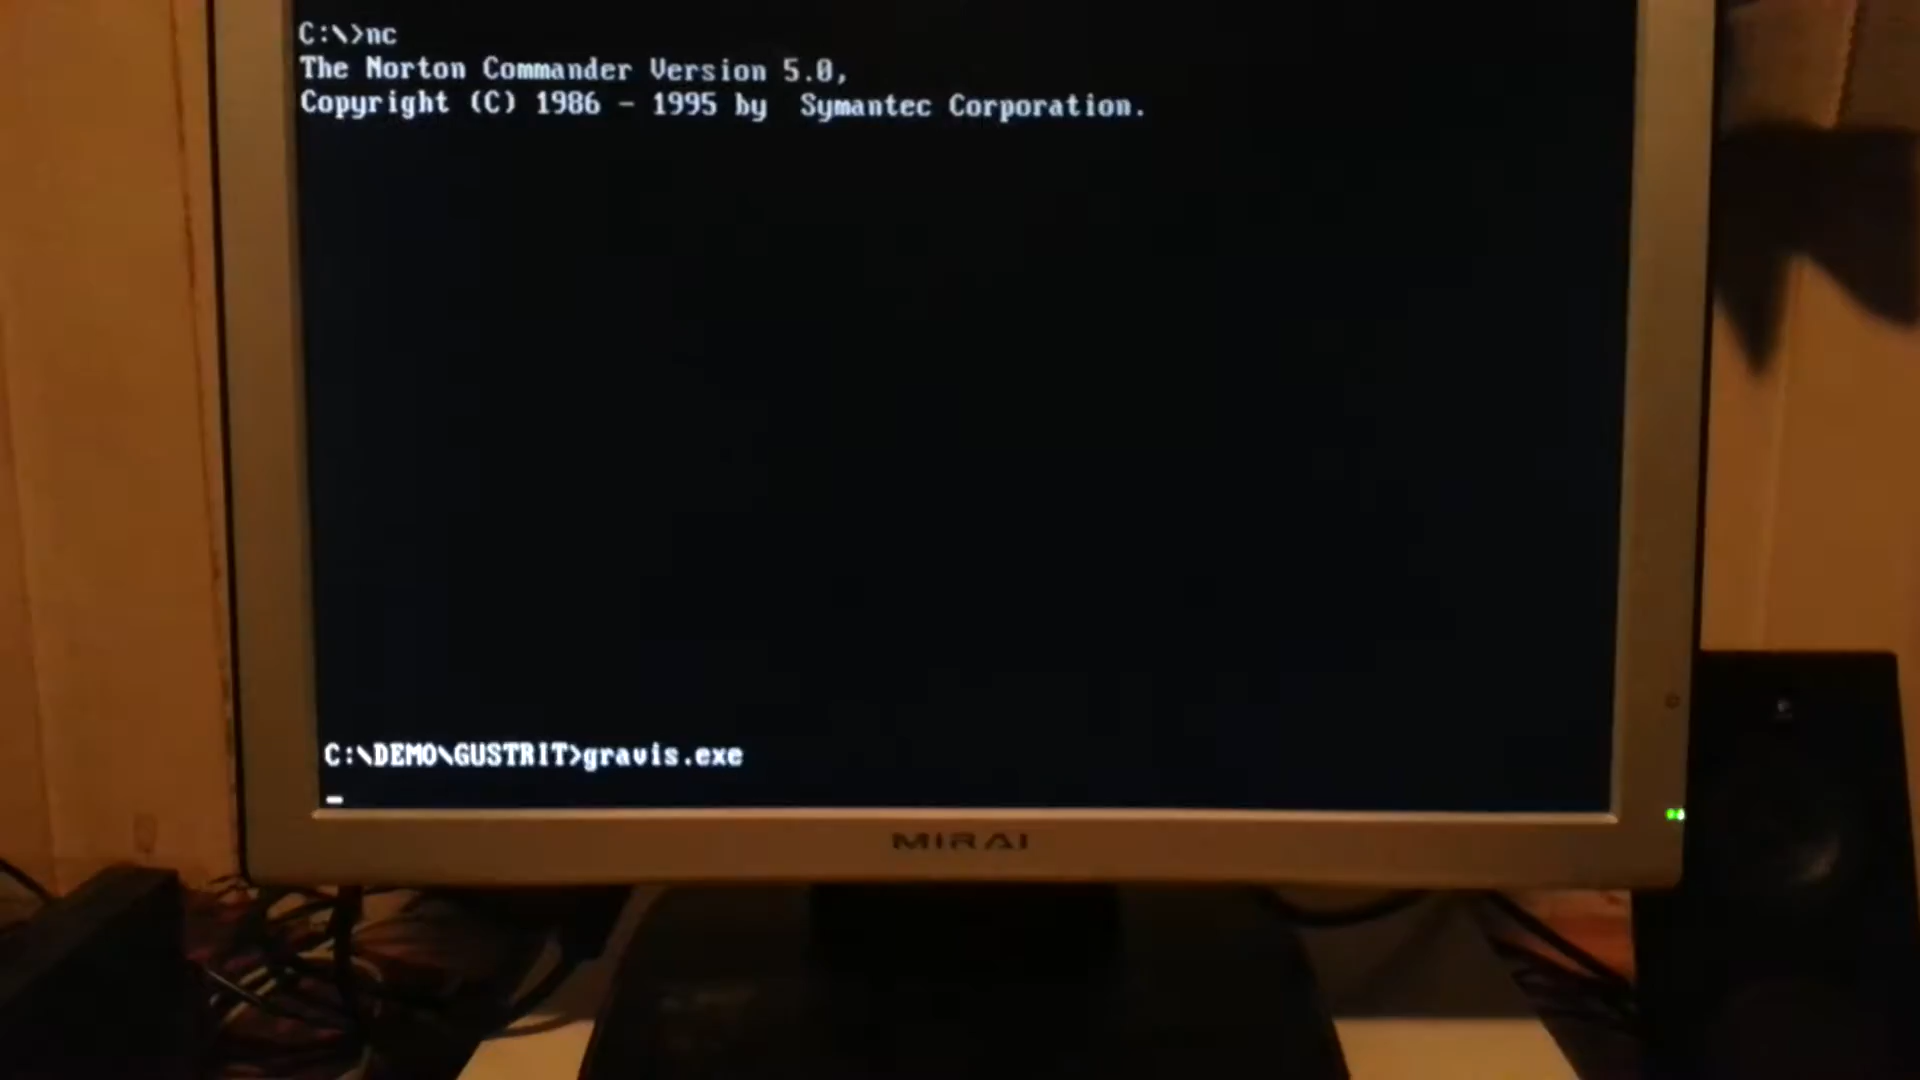 C:\>nc
The Norton Commander Version 5.0,
Copyright (C) 1986 - 1995 by  Symantec Corporation.
C:\DEMO\GUSTRIT>gravis.exe
MIRAI